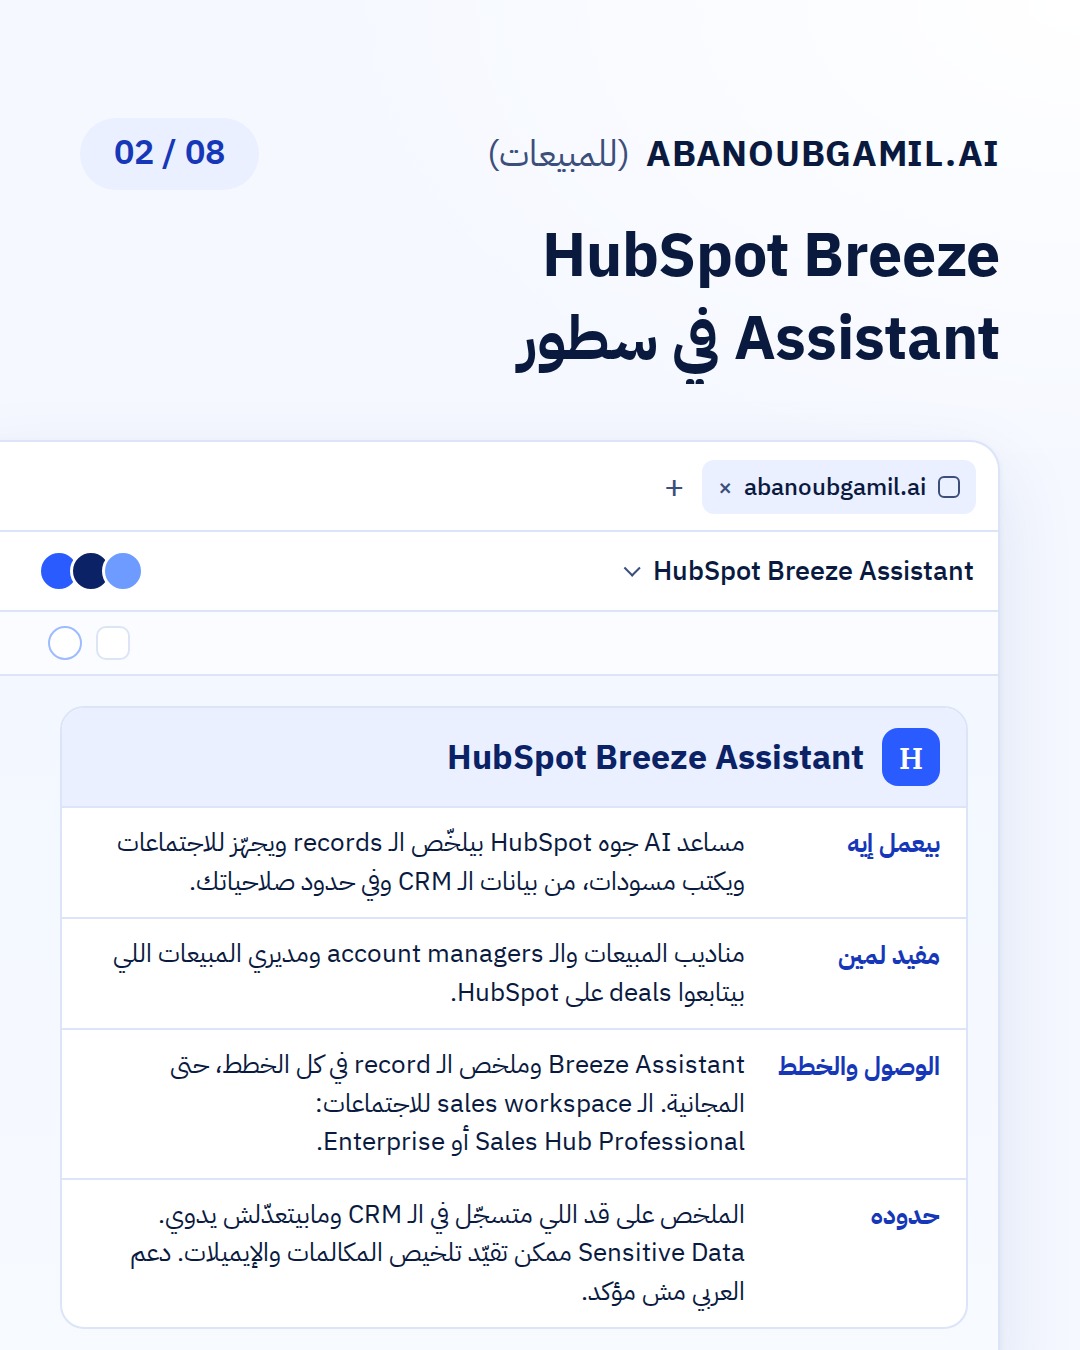 ABANOUBGAMIL.AI (للمبيعات)
02 / 08
HubSpot Breeze
Assistant في سطور
abanoubgamil.ai × +
HubSpot Breeze Assistant
H HubSpot Breeze Assistant
بيعمل إيه
مساعد AI جوه HubSpot بيلخّص الـ records ويجهّز للاجتماعات
ويكتب مسودات، من بيانات الـ CRM وفي حدود صلاحياتك.
مفيد لمين
مناديب المبيعات والـ account managers ومديري المبيعات اللي
بيتابعوا deals على HubSpot.
الوصول والخطط
Breeze Assistant وملخص الـ record في كل الخطط، حتى
المجانية. الـ sales workspace للاجتماعات:
Sales Hub Professional أو Enterprise.
حدوده
الملخص على قد اللي متسجّل في الـ CRM ومابيتعدّلش يدوي.
Sensitive Data ممكن تقيّد تلخيص المكالمات والإيميلات. دعم
العربي مش مؤكد.